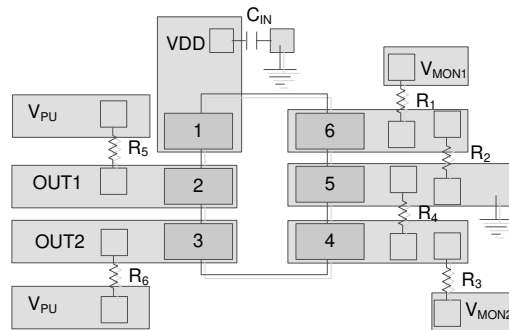 VDD
C_IN
V_MON1
V_PU
1
6
R_1
R_5
R_2
OUT1
2
5
R_4
OUT2
3
4
R_6
R_3
V_PU
V_MON2